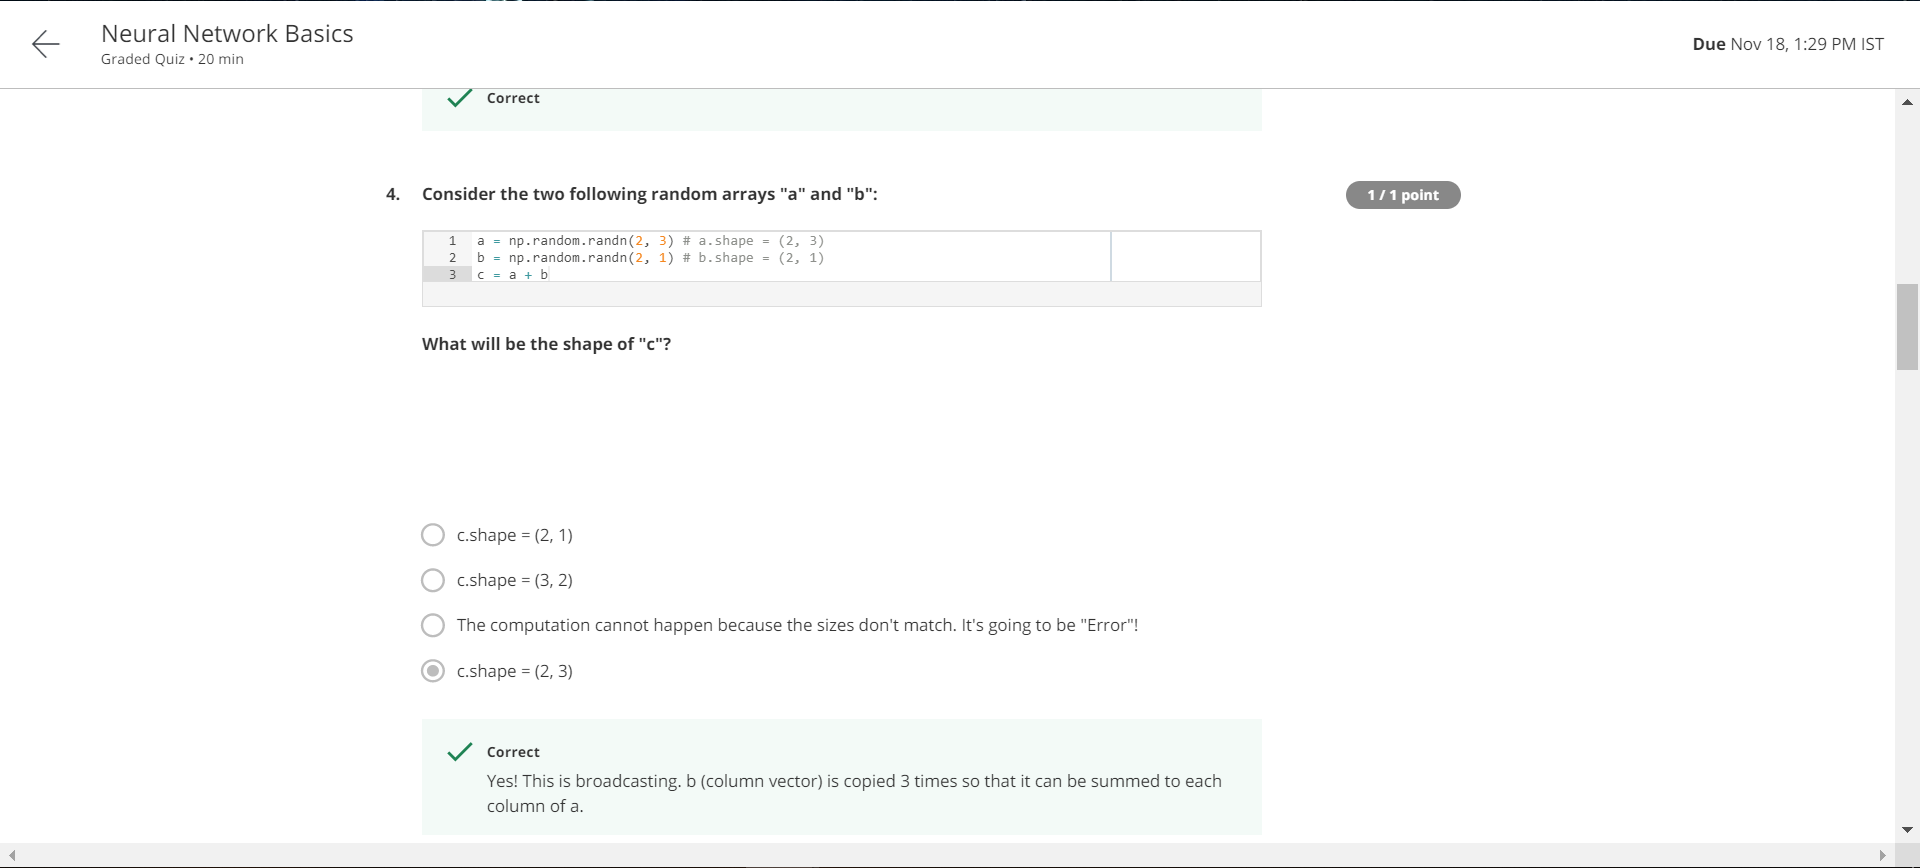 Neural Network Basics
Graded Quiz • 20 min
Due Nov 18, 1:29 PM IST
Correct
4. Consider the two following random arrays "a" and "b":
1 / 1 point
1 a = np.random.randn(2, 3) # a.shape = (2, 3)
2 b = np.random.randn(2, 1) # b.shape = (2, 1)
3 c = a + b
What will be the shape of "c"?
c.shape = (2, 1)
c.shape = (3, 2)
The computation cannot happen because the sizes don't match. It's going to be "Error"!
c.shape = (2, 3)
Correct
Yes! This is broadcasting. b (column vector) is copied 3 times so that it can be summed to each
column of a.